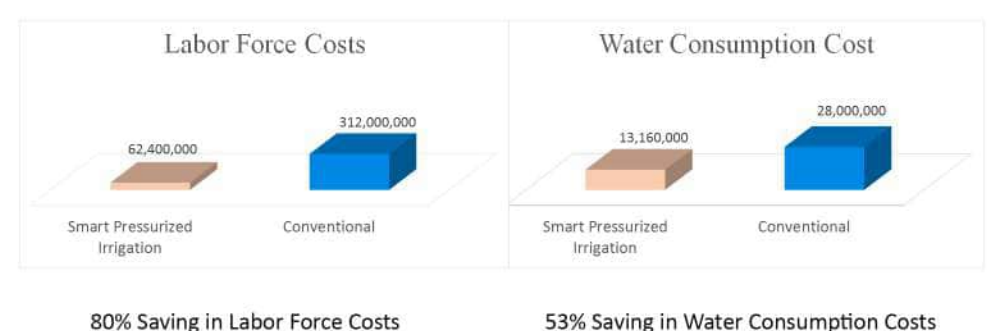 Labor Force Costs
312,000,000
62,400,000
Smart Pressurized
Irrigation
Conventional
Water Consumption Cost
28,000,000
13,160,000
Smart Pressurized
Irrigation
Conventional
80% Saving in Labor Force Costs
53% Saving in Water Consumption Costs